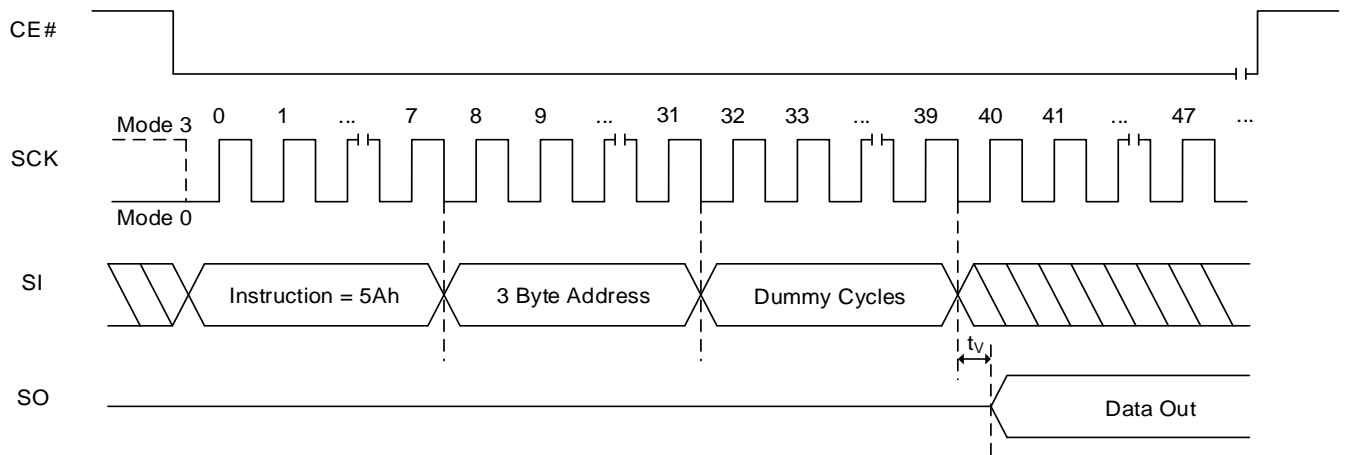 CE#
Mode 3
0 1 ... 7 8 9 ... 31 32 33 ... 39 40 41 ... 47 ...
SCK
Mode 0
SI
Instruction = 5Ah 3 Byte Address Dummy Cycles
tV
SO
Data Out